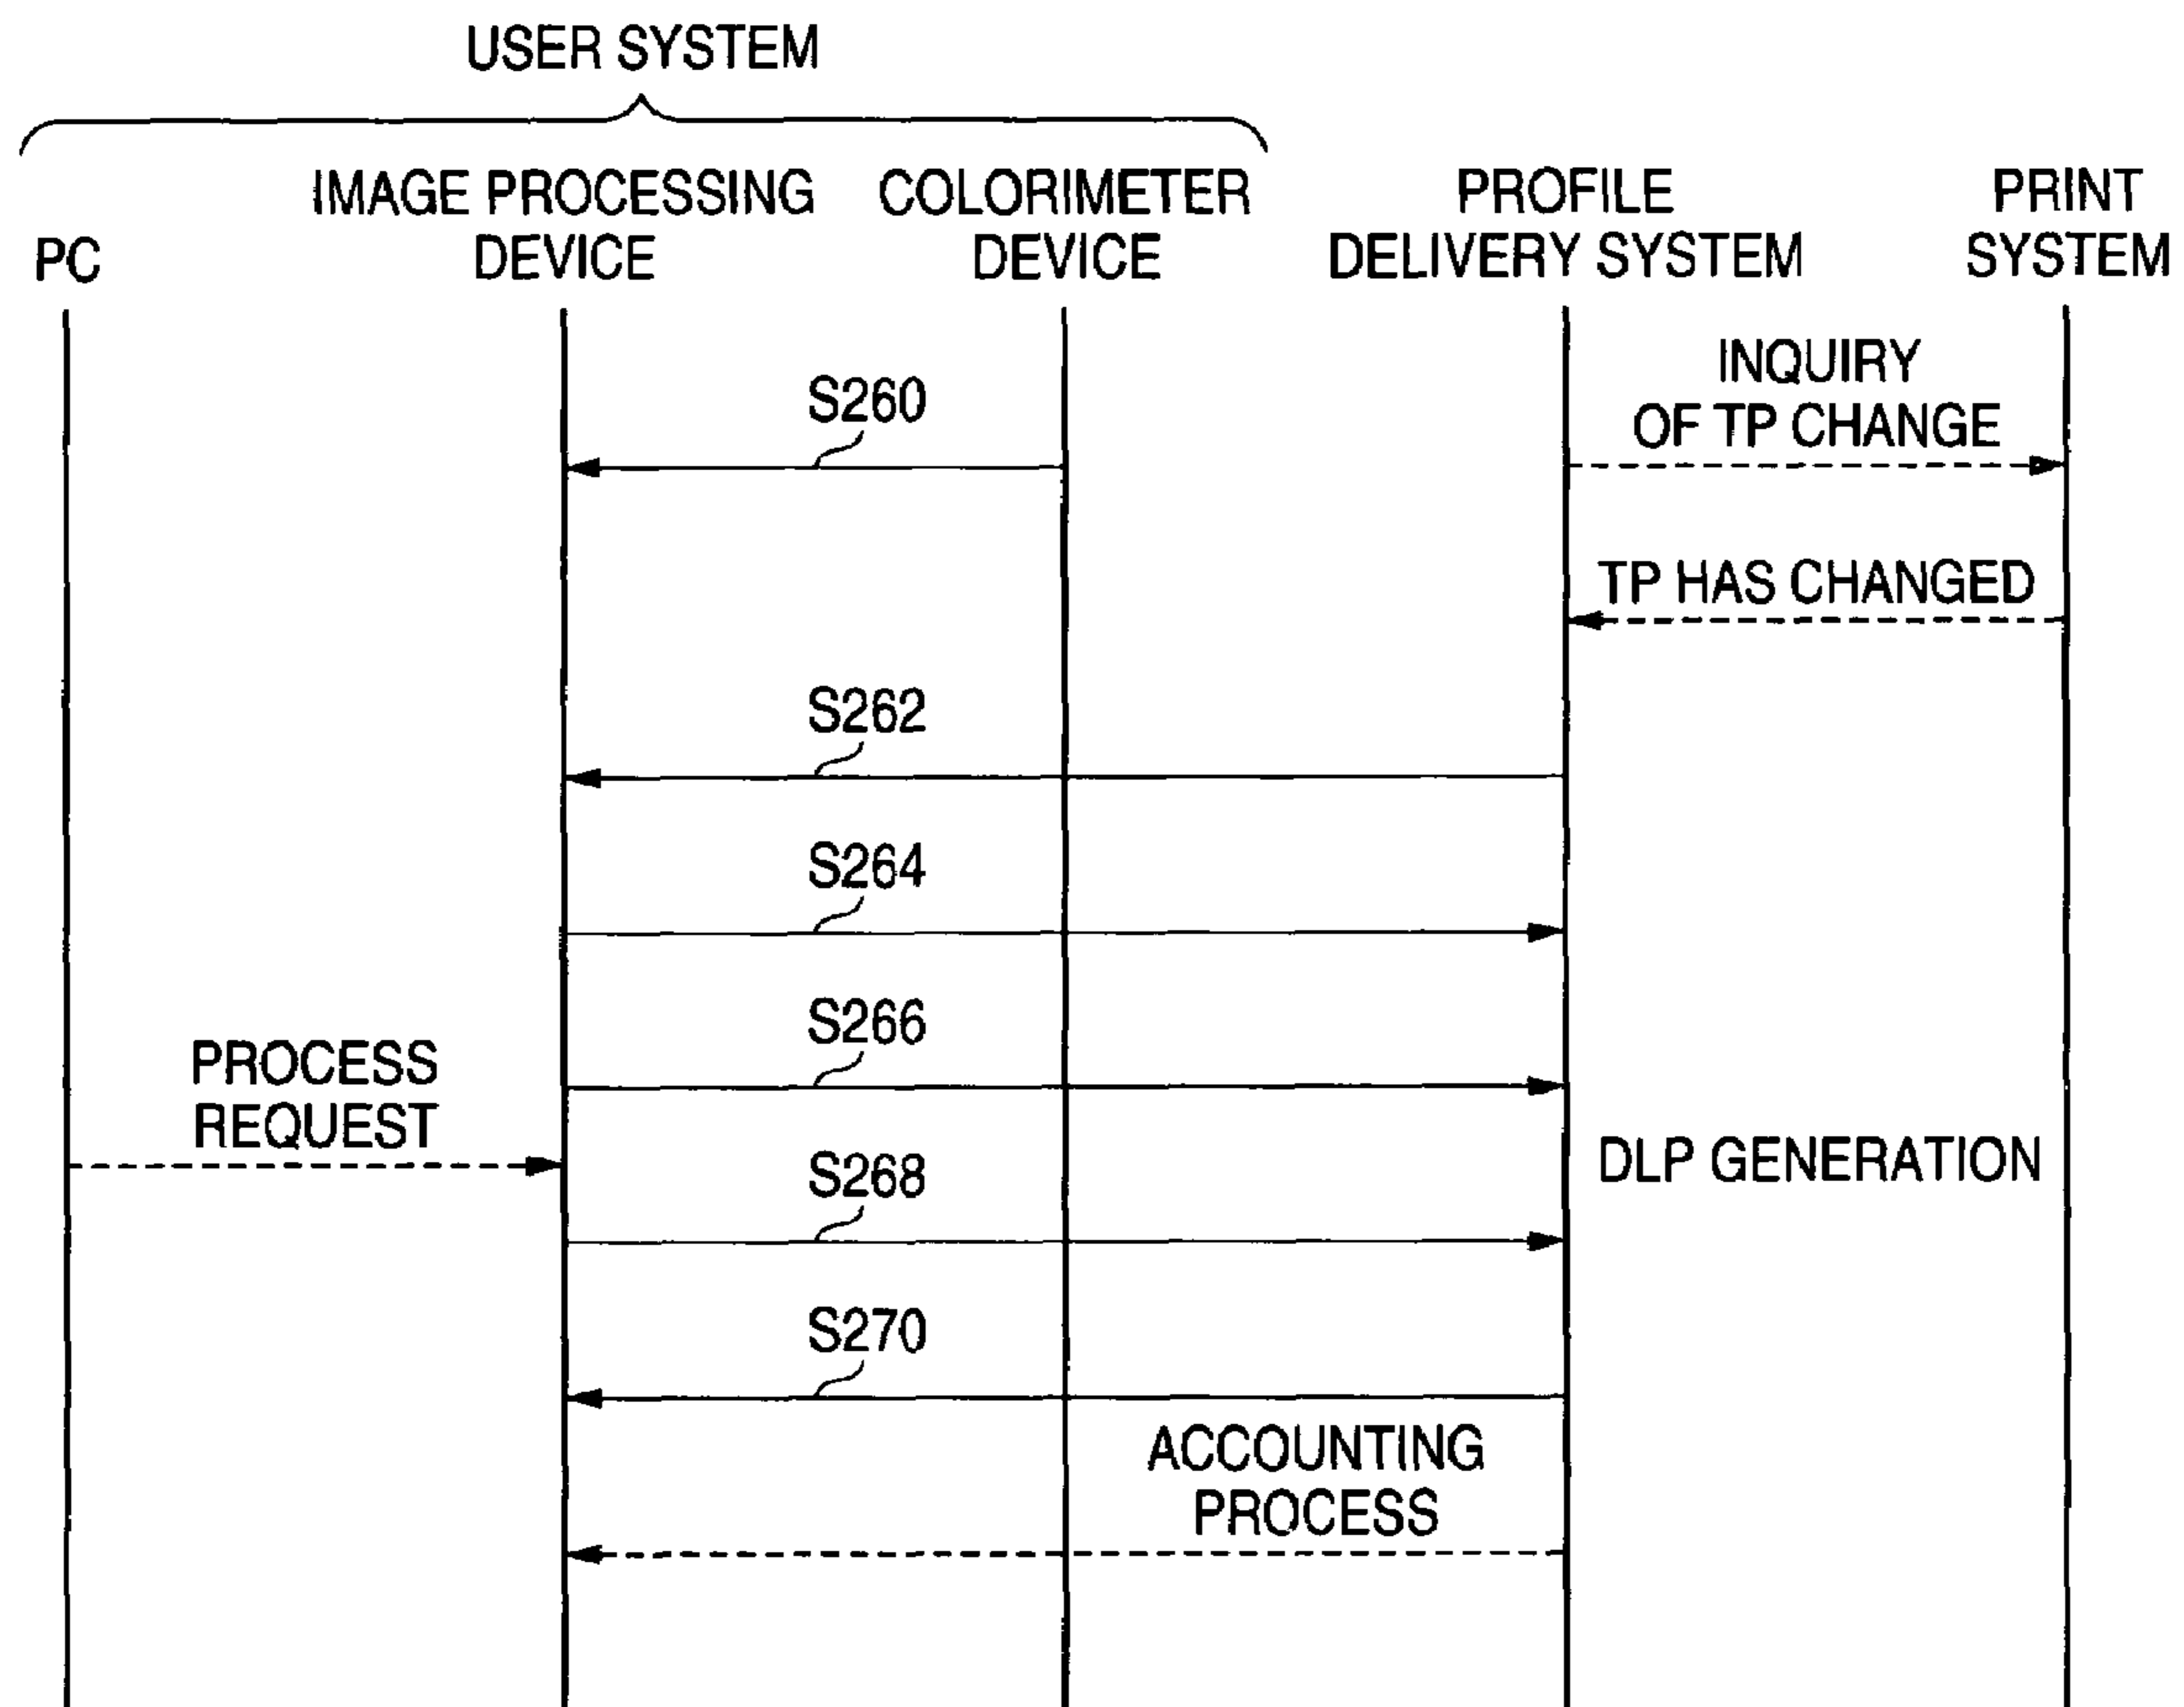 USER SYSTEM
PC
IMAGE PROCESSING
DEVICE
COLORIMETER
DEVICE
PROFILE
DELIVERY SYSTEM
PRINT
SYSTEM
S260
INQUIRY
OF TP CHANGE
TP HAS CHANGED
S262
S264
S266
PROCESS
REQUEST
DLP GENERATION
S268
S270
ACCOUNTING
PROCESS